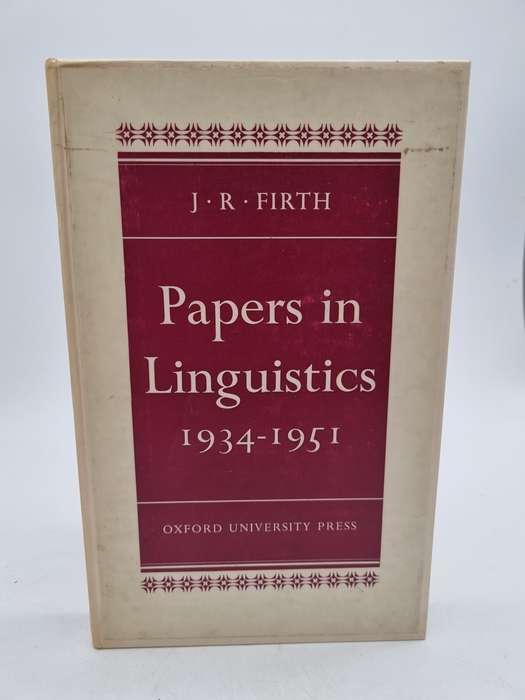 J · R · FIRTH
Papers in
Linguistics
1934-1951
OXFORD UNIVERSITY PRESS